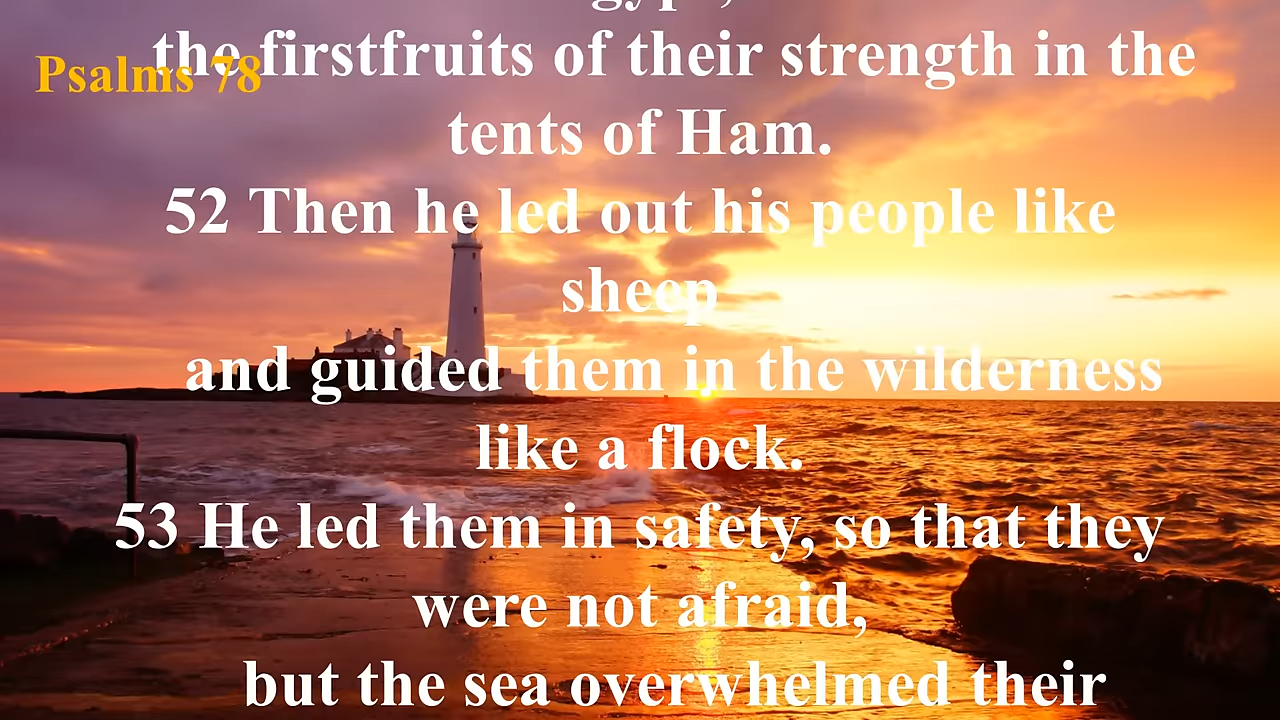 the firstfruits of their strength in the
Psalms 78
tents of Ham.
52 Then he led out his people like
sheep
and guided them in the wilderness
like a flock.
53 He led them in safety, so that they
were not afraid,
but the sea overwhelmed their